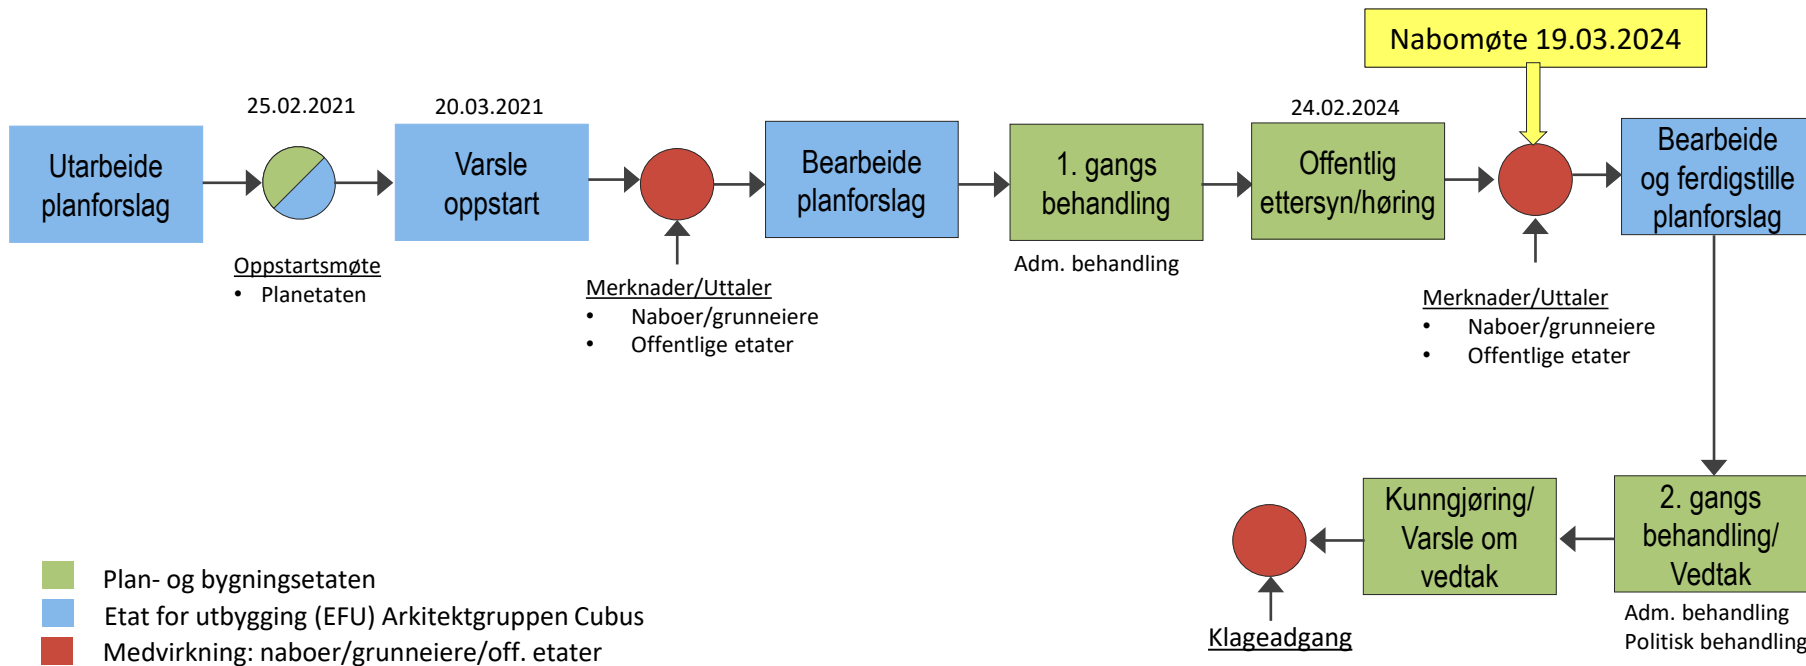 Nabomøte 19.03.2024
25.02.2021
20.03.2021
24.02.2024
Utarbeide
planforslag
Varsle
oppstart
Bearbeide
planforslag
1. gangs
behandling
Offentlig
ettersyn/høring
Bearbeide
og ferdigstille
planforslag
Oppstartsmøte
• Planetaten
Merknader/Uttaler
• Naboer/grunneiere
• Offentlige etater
Adm. behandling
Merknader/Uttaler
• Naboer/grunneiere
• Offentlige etater
Kunngjøring/
Varsle om
vedtak
2. gangs
behandling/
Vedtak
Adm. behandling
Politisk behandling
Klageadgang
Plan- og bygningsetaten
Etat for utbygging (EFU) Arkitektgruppen Cubus
Medvirkning: naboer/grunneiere/off. etater